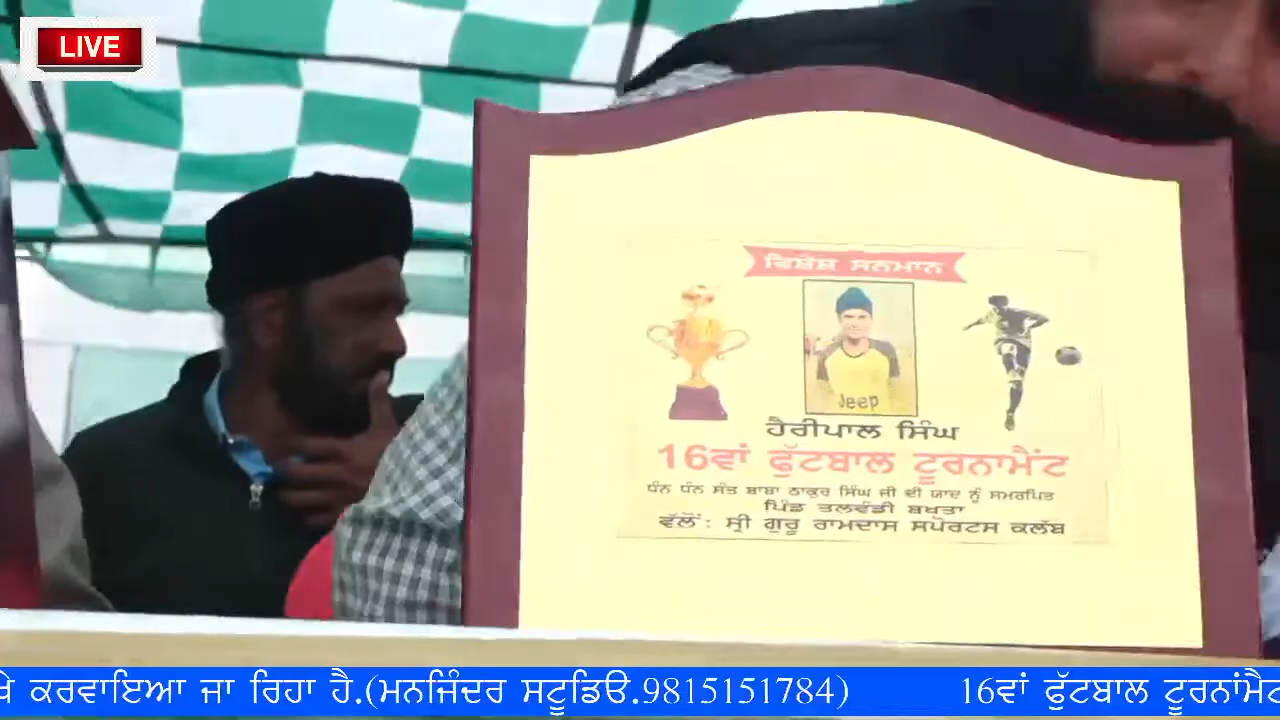 LIVE
ਵਿਸ਼ੇਸ਼ ਸਨਮਾਨ
Jeep
ਹੈਰੀਪਾਲ ਸਿੰਘ
16ਵਾਂ ਫੁੱਟਬਾਲ ਟੂਰਨਾਮੈਂਟ
ਧੰਨ ਧੰਨ ਸੰਤ ਬਾਬਾ ਠਾਕੁਰ ਸਿੰਘ ਜੀ ਦੀ ਯਾਦ ਨੂੰ ਸਮਰਪਿਤ
ਪਿੰਡ ਤਲਵੰਡੀ ਬਖਤਾ
ਵੱਲੋਂ: ਸ੍ਰੀ ਗੁਰੂ ਰਾਮਦਾਸ ਸਪੋਰਟਸ ਕਲੱਬ
ਖੇ ਕਰਵਾਇਆ ਜਾ ਰਿਹਾ ਹੈ.(ਮਨਜਿੰਦਰ ਸਟੂਡਿਓ.9815151784) 16ਵਾਂ ਫੁੱਟਬਾਲ ਟੂਰਨਾਂਮੈਟ